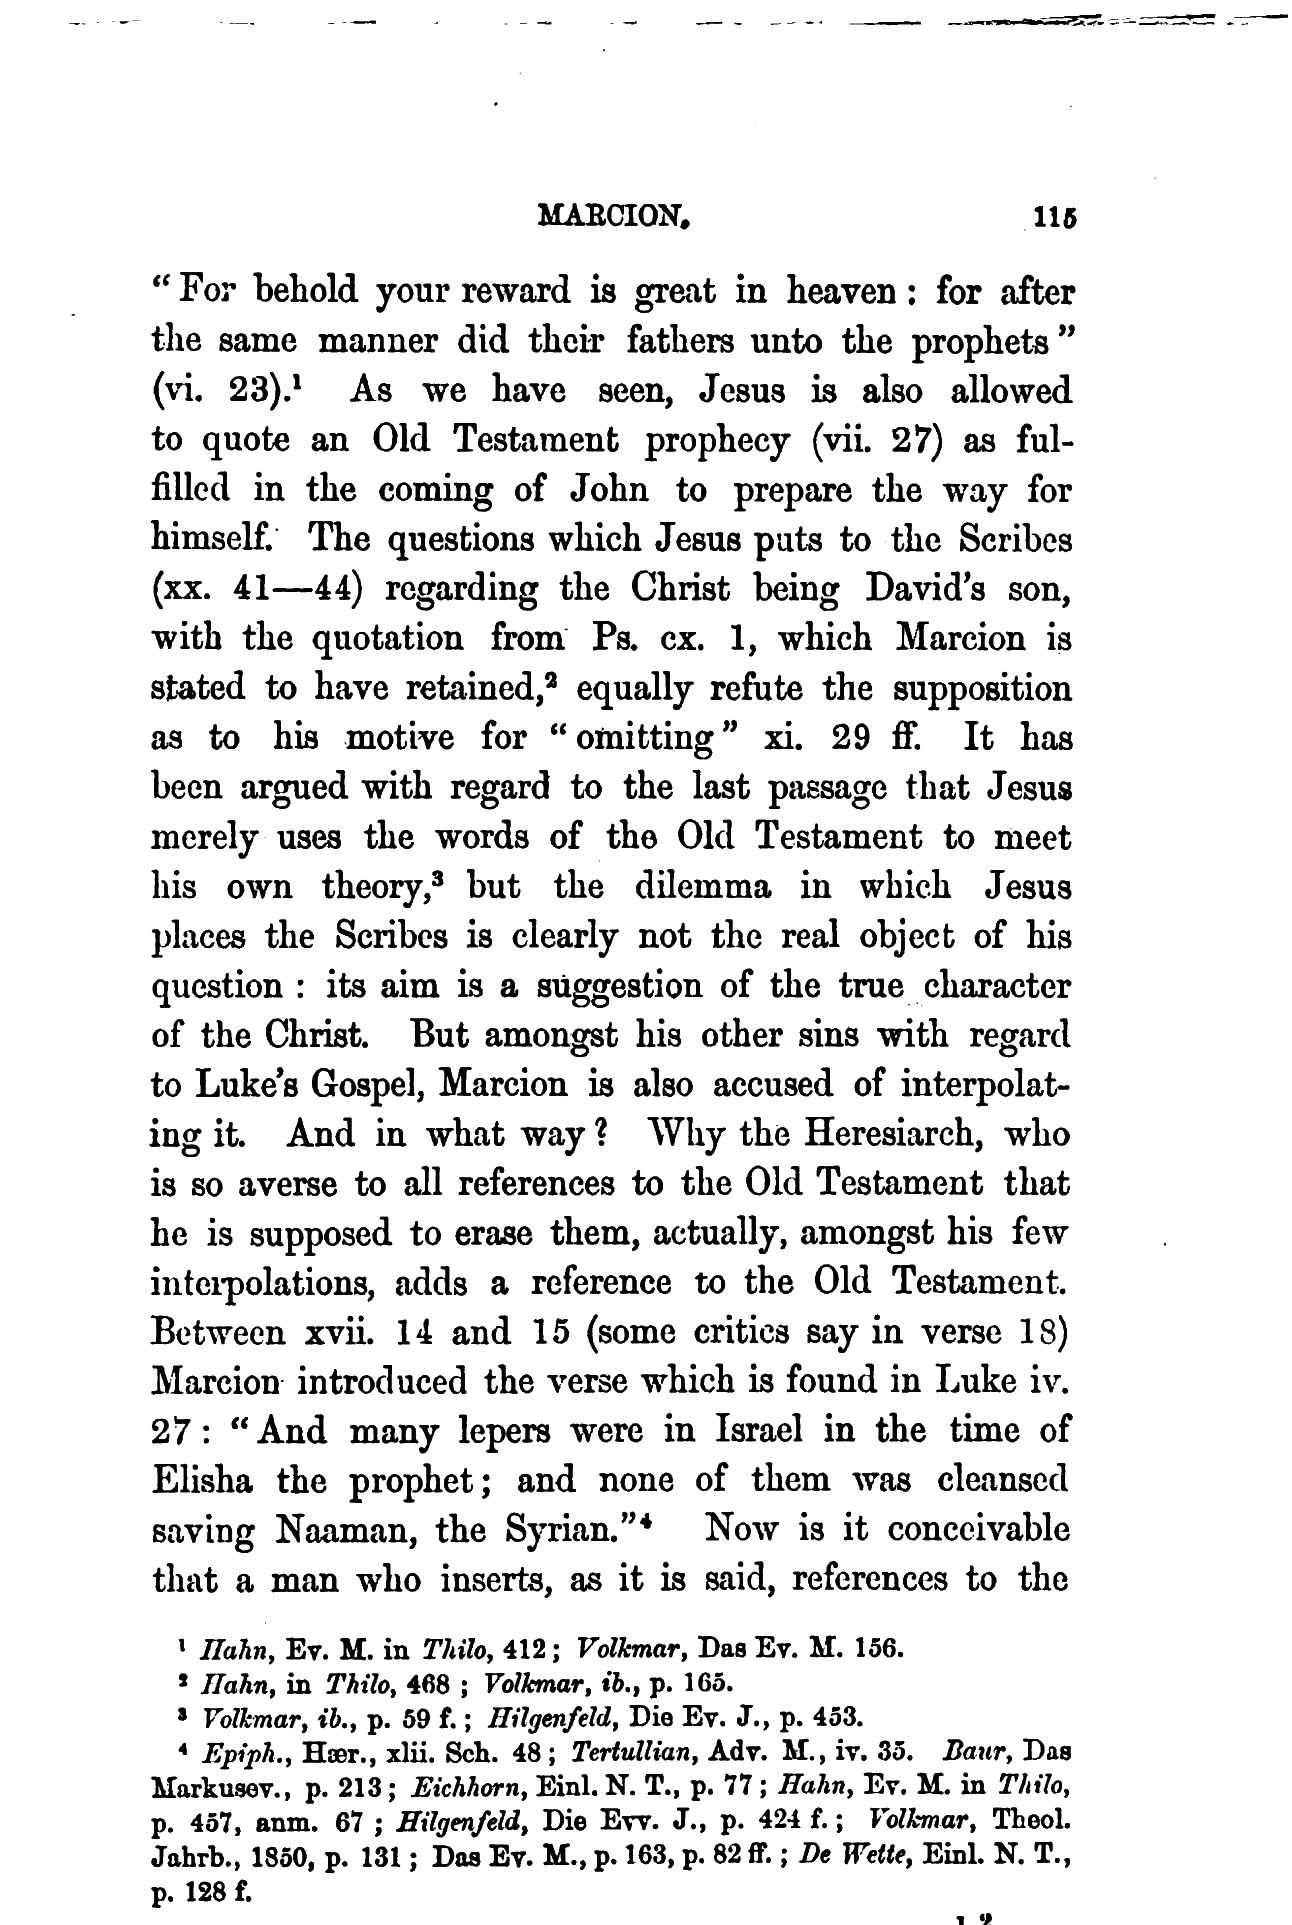 MARCION. 115
“ For behold your reward is great in heaven : for after
the same manner did their fathers unto the prophets ”
(vi. 23).¹ As we have seen, Jesus is also allowed
to quote an Old Testament prophecy (vii. 27) as ful-
filled in the coming of John to prepare the way for
himself. The questions which Jesus puts to the Scribes
(xx. 41—44) regarding the Christ being David’s son,
with the quotation from Ps. cx. 1, which Marcion is
stated to have retained,² equally refute the supposition
as to his motive for “ omitting ” xi. 29 ff. It has
been argued with regard to the last passage that Jesus
merely uses the words of the Old Testament to meet
his own theory,³ but the dilemma in which Jesus
places the Scribes is clearly not the real object of his
question : its aim is a suggestion of the true character
of the Christ. But amongst his other sins with regard
to Luke’s Gospel, Marcion is also accused of interpolat-
ing it. And in what way ? Why the Heresiarch, who
is so averse to all references to the Old Testament that
he is supposed to erase them, actually, amongst his few
interpolations, adds a reference to the Old Testament.
Between xvii. 14 and 15 (some critics say in verse 18)
Marcion introduced the verse which is found in Luke iv.
27 : “ And many lepers were in Israel in the time of
Elisha the prophet ; and none of them was cleansed
saving Naaman, the Syrian.”⁴ Now is it conceivable
that a man who inserts, as it is said, references to the
¹ Hahn, Ev. M. in Thilo, 412 ; Volkmar, Das Ev. M. 156.
² Hahn, in Thilo, 468 ; Volkmar, ib., p. 165.
³ Volkmar, ib., p. 59 f. ; Hilgenfeld, Die Ev. J., p. 453.
⁴ Epiph., Hær., xlii. Sch. 48 ; Tertullian, Adv. M., iv. 35. Baur, Das
Markusev., p. 213 ; Eichhorn, Einl. N. T., p. 77 ; Hahn, Ev. M. in Thilo,
p. 457, anm. 67 ; Hilgenfeld, Die Evv. J., p. 424 f. ; Volkmar, Theol.
Jahrb., 1850, p. 131 ; Das Ev. M., p. 163, p. 82 ff. ; De Wette, Einl. N. T.,
p. 128 f.